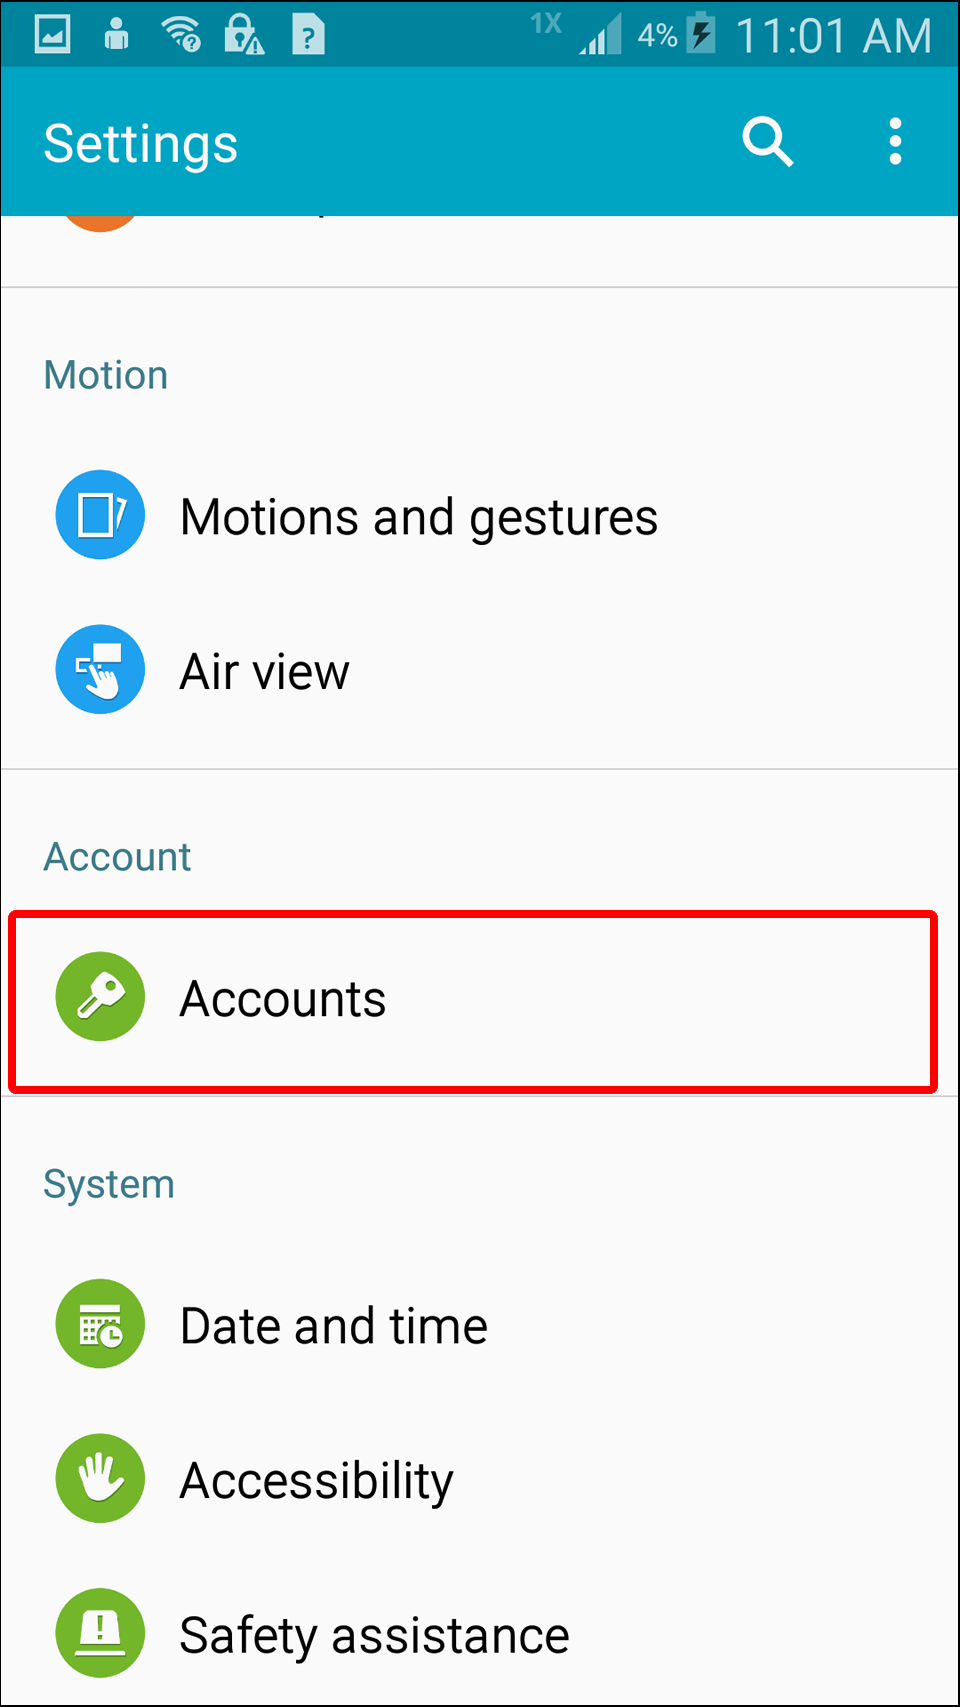 1X 4% 11:01 AM
Settings
Motion
Motions and gestures
Air view
Account
Accounts
System
Date and time
Accessibility
Safety assistance